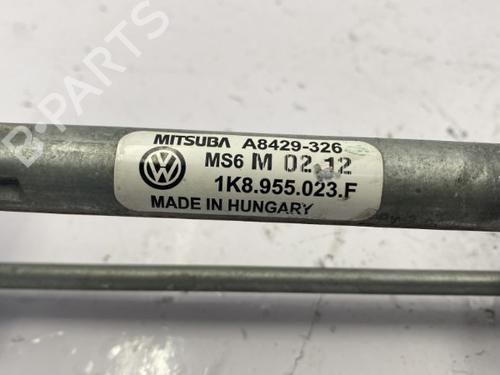 B-PARTS
MITSUBA A8429-326
MS6 M 02 12
1K8.955.023.F
MADE IN HUNGARY